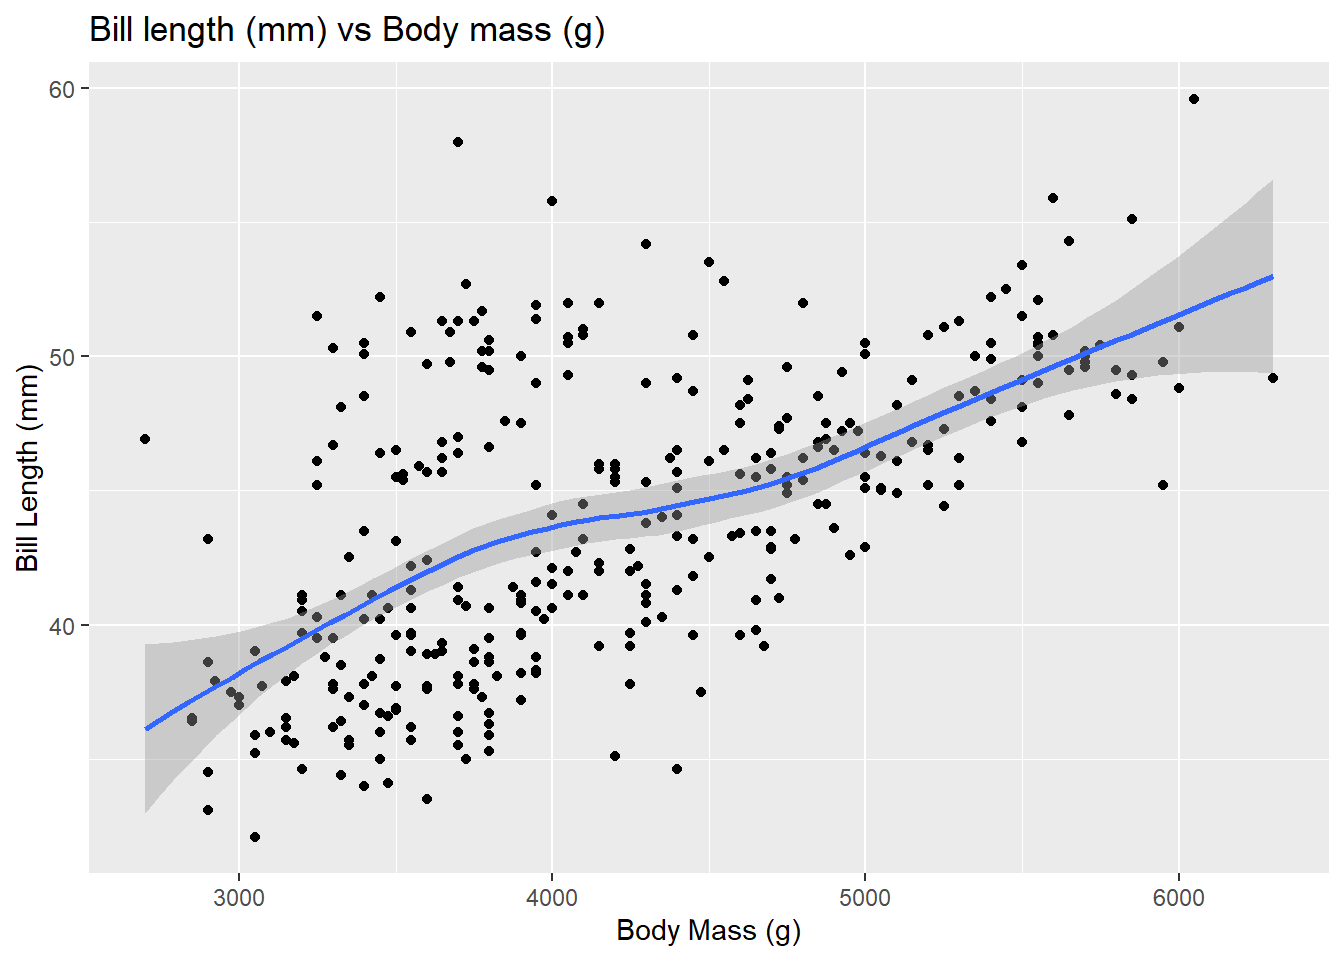 Bill length (mm) vs Body mass (g)
60
50
40
Bill Length (mm)
3000 4000 5000 6000
Body Mass (g)